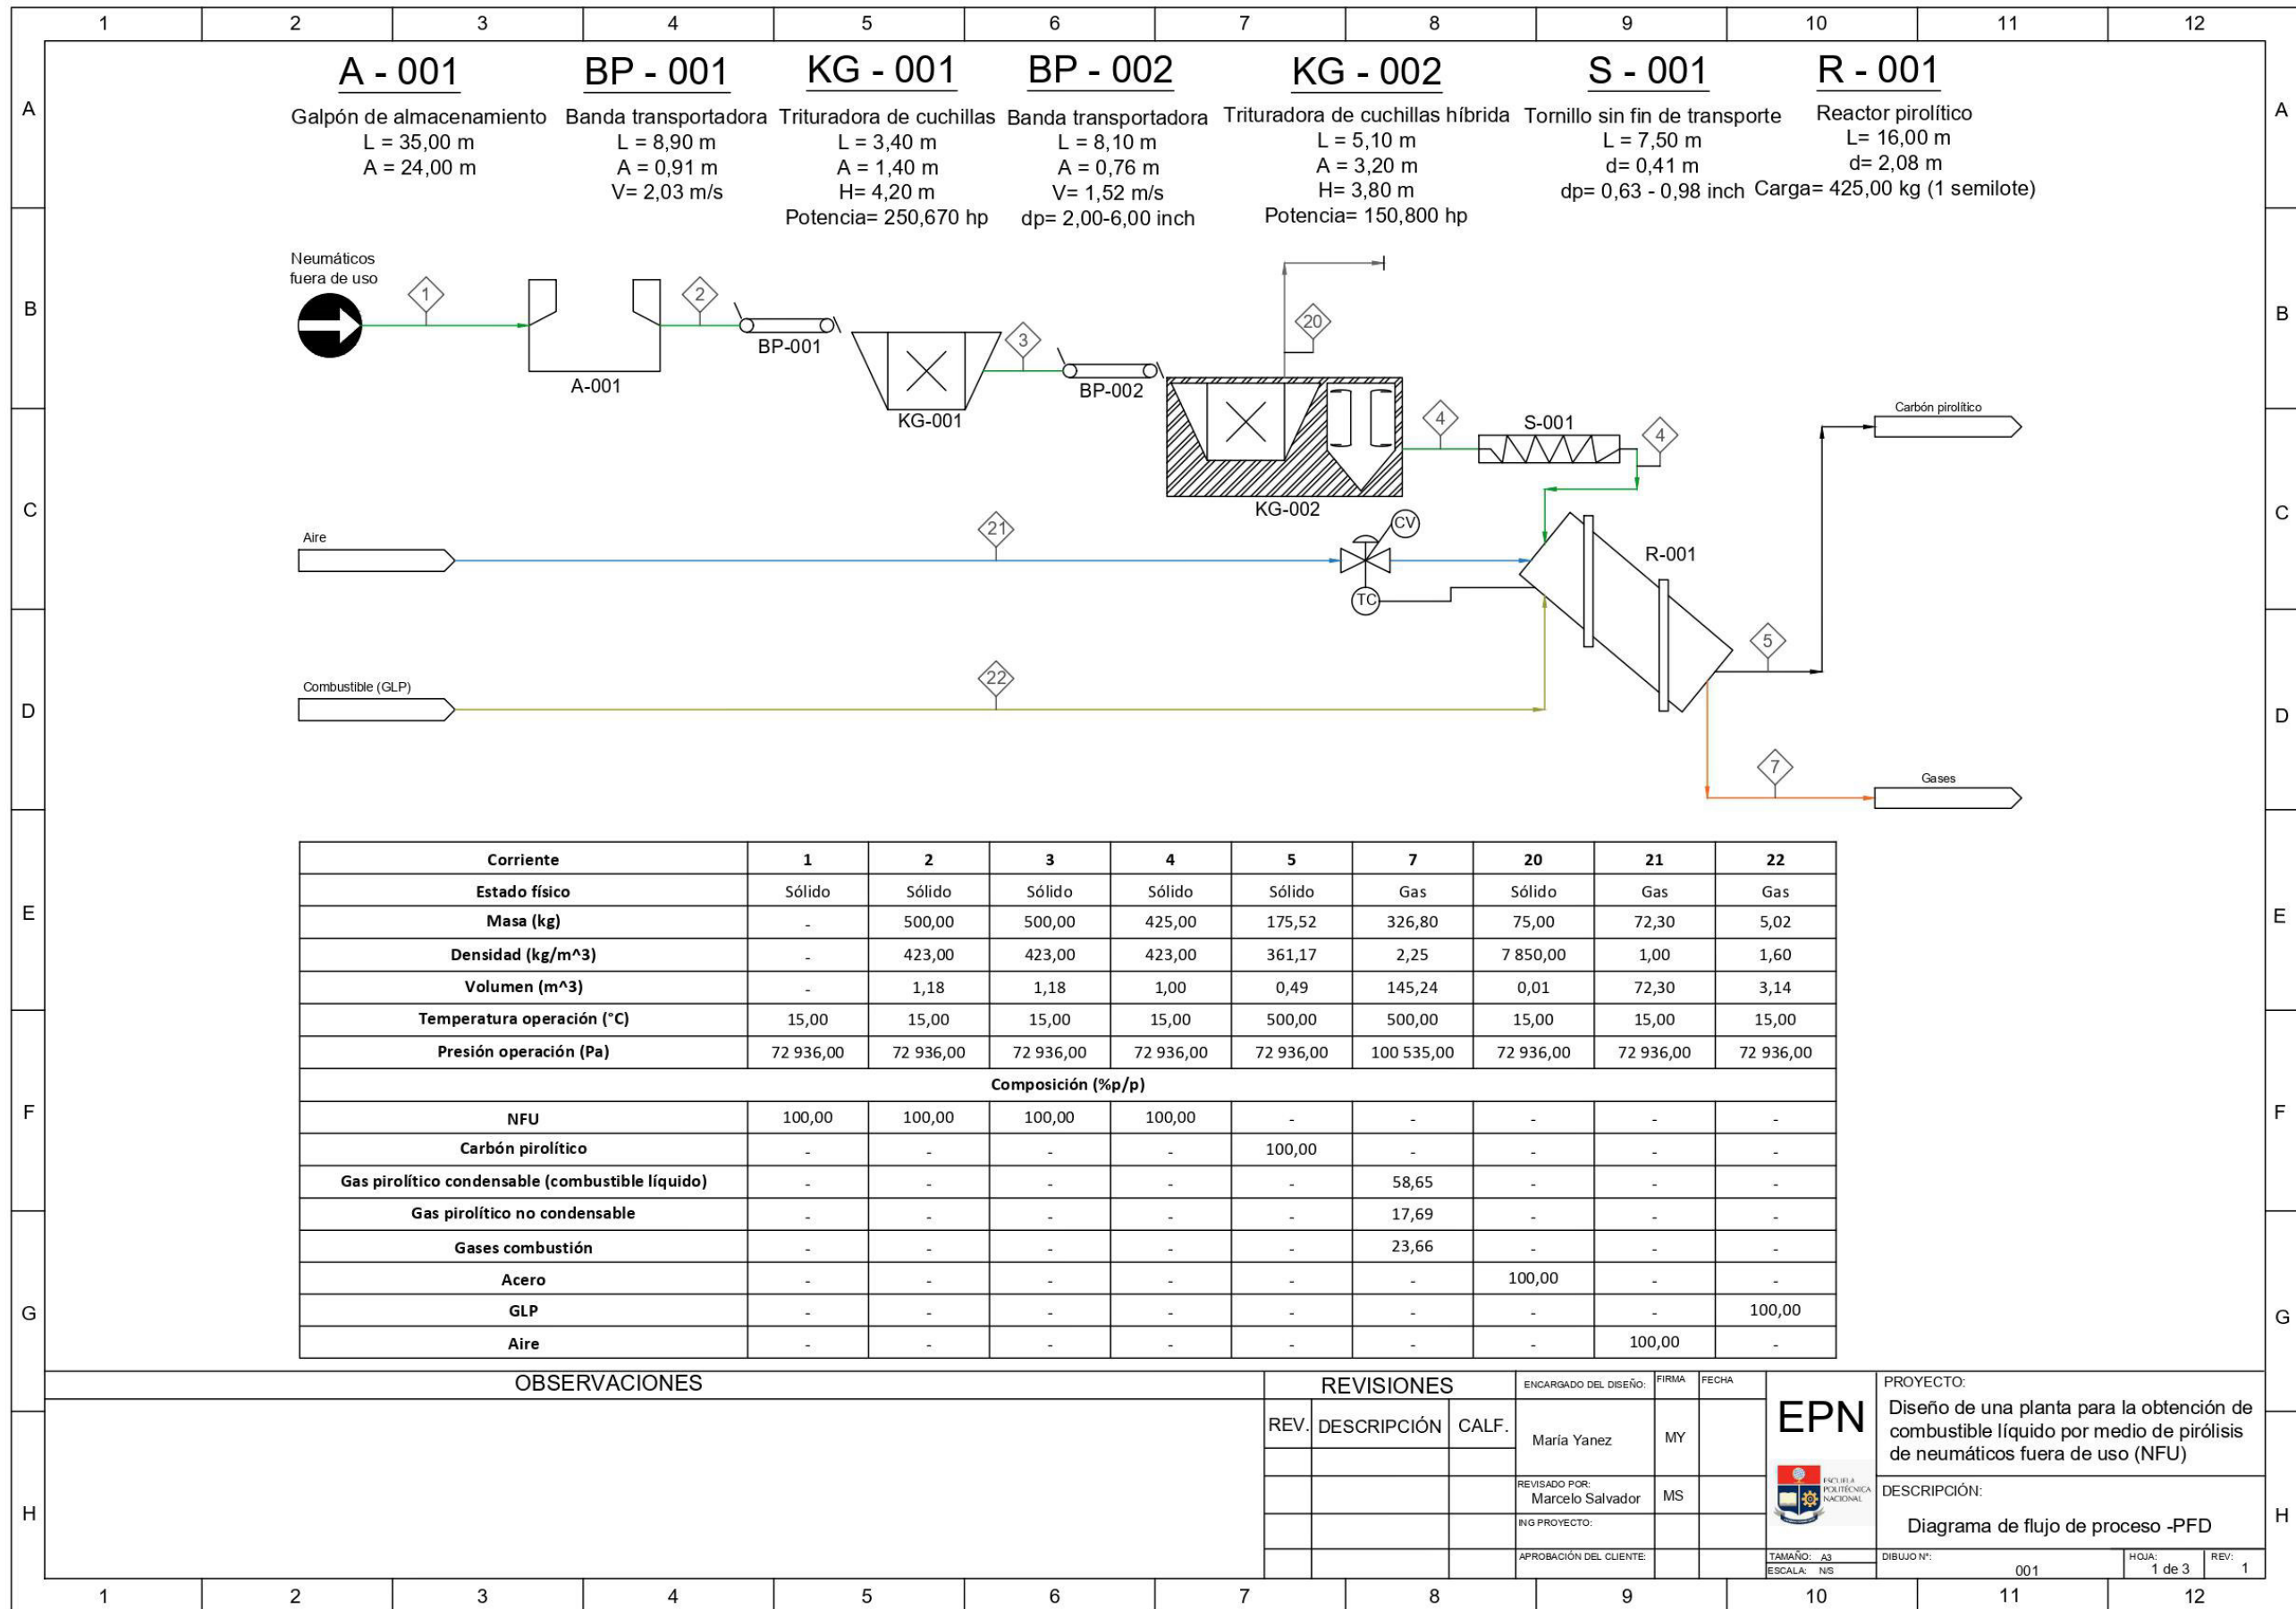 1 2 3 4 5 6 7 8 9 10 11 12
A - 001
Galpón de almacenamiento
L = 35,00 m
A = 24,00 m
BP - 001
Banda transportadora
L = 8,90 m
A = 0,91 m
V= 2,03 m/s
KG - 001
Trituradora de cuchillas
L = 3,40 m
A = 1,40 m
H= 4,20 m
Potencia= 250,670 hp
BP - 002
Banda transportadora
L = 8,10 m
A = 0,76 m
V= 1,52 m/s
dp= 2,00-6,00 inch
KG - 002
Trituradora de cuchillas híbrida
L = 5,10 m
A = 3,20 m
H= 3,80 m
Potencia= 150,800 hp
S - 001
Tornillo sin fin de transporte
L = 7,50 m
d= 0,41 m
dp= 0,63 - 0,98 inch
R - 001
Reactor pirolítico
L= 16,00 m
d= 2,08 m
Carga= 425,00 kg (1 semilote)
A A
B B
C C
D D
E E
F F
G G
H H
Neumáticos
fuera de uso
1
A-001
2
BP-001
KG-001
3
BP-002
20
KG-002
4
S-001
4
Carbón pirolítico
Aire
21
CV
TC
R-001
5
Combustible (GLP)
22
7
Gases
Corriente 1 2 3 4 5 7 20 21 22
Estado físico Sólido Sólido Sólido Sólido Sólido Gas Sólido Gas Gas
Masa (kg) - 500,00 500,00 425,00 175,52 326,80 75,00 72,30 5,02
Densidad (kg/m^3) - 423,00 423,00 423,00 361,17 2,25 7 850,00 1,00 1,60
Volumen (m^3) - 1,18 1,18 1,00 0,49 145,24 0,01 72,30 3,14
Temperatura operación (°C) 15,00 15,00 15,00 15,00 500,00 500,00 15,00 15,00 15,00
Presión operación (Pa) 72 936,00 72 936,00 72 936,00 72 936,00 72 936,00 100 535,00 72 936,00 72 936,00 72 936,00
Composición (%p/p)
NFU 100,00 100,00 100,00 100,00 - - - - -
Carbón pirolítico - - - - 100,00 - - - -
Gas pirolítico condensable (combustible líquido) - - - - - 58,65 - - -
Gas pirolítico no condensable - - - - - 17,69 - - -
Gases combustión - - - - - 23,66 - - -
Acero - - - - - - 100,00 - -
GLP - - - - - - - - 100,00
Aire - - - - - - - 100,00 -
OBSERVACIONES
REVISIONES
REV. DESCRIPCIÓN CALF.
ENCARGADO DEL DISEÑO: FIRMA FECHA
María Yanez MY
REVISADO POR:
Marcelo Salvador MS
ING PROYECTO:
APROBACIÓN DEL CLIENTE:
EPN
ESCUELA
POLITÉCNICA
NACIONAL
TAMAÑO: A3
ESCALA: N/S
PROYECTO:
Diseño de una planta para la obtención de
combustible líquido por medio de pirólisis
de neumáticos fuera de uso (NFU)
DESCRIPCIÓN:
Diagrama de flujo de proceso -PFD
DIBUJO N°: 001
HOJA: 1 de 3
REV: 1
1 2 3 4 5 6 7 8 9 10 11 12